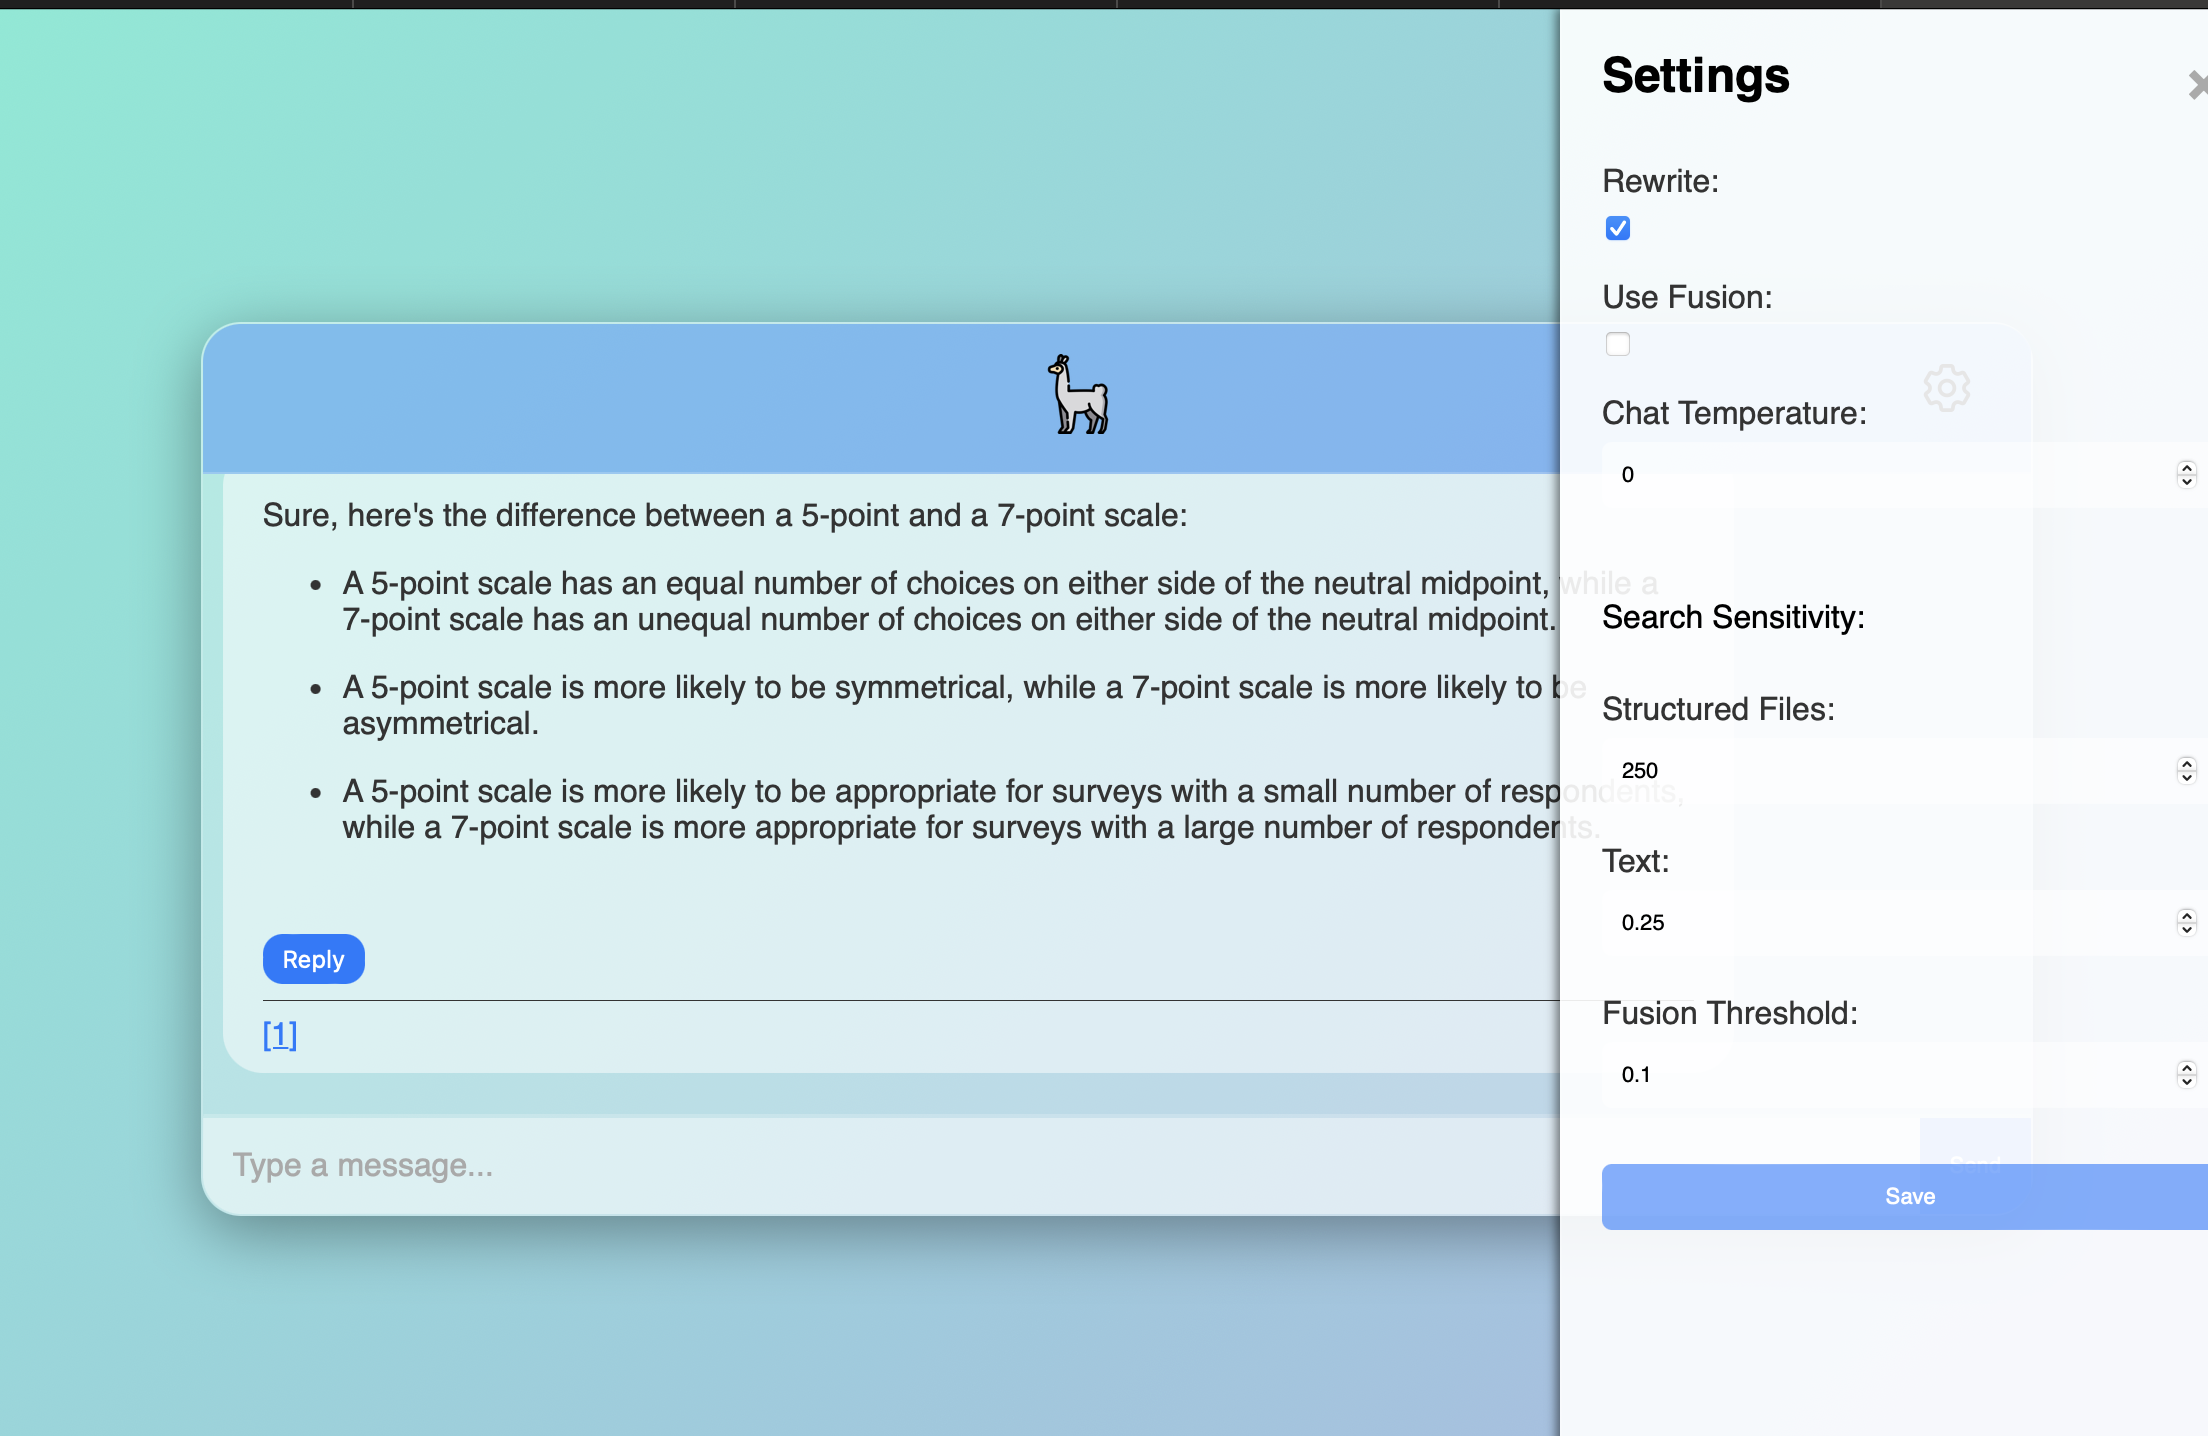 Settings
Rewrite:
Use Fusion:
Chat Temperature:
0
Search Sensitivity:
Structured Files:
250
Text:
0.25
Fusion Threshold:
0.1
Save
Sure, here's the difference between a 5-point and a 7-point scale:
• A 5-point scale has an equal number of choices on either side of the neutral midpoint, while a
7-point scale has an unequal number of choices on either side of the neutral midpoint.
• A 5-point scale is more likely to be symmetrical, while a 7-point scale is more likely to be
asymmetrical.
• A 5-point scale is more likely to be appropriate for surveys with a small number of respondents,
while a 7-point scale is more appropriate for surveys with a large number of respondents.
Reply
[1]
Type a message...
Send